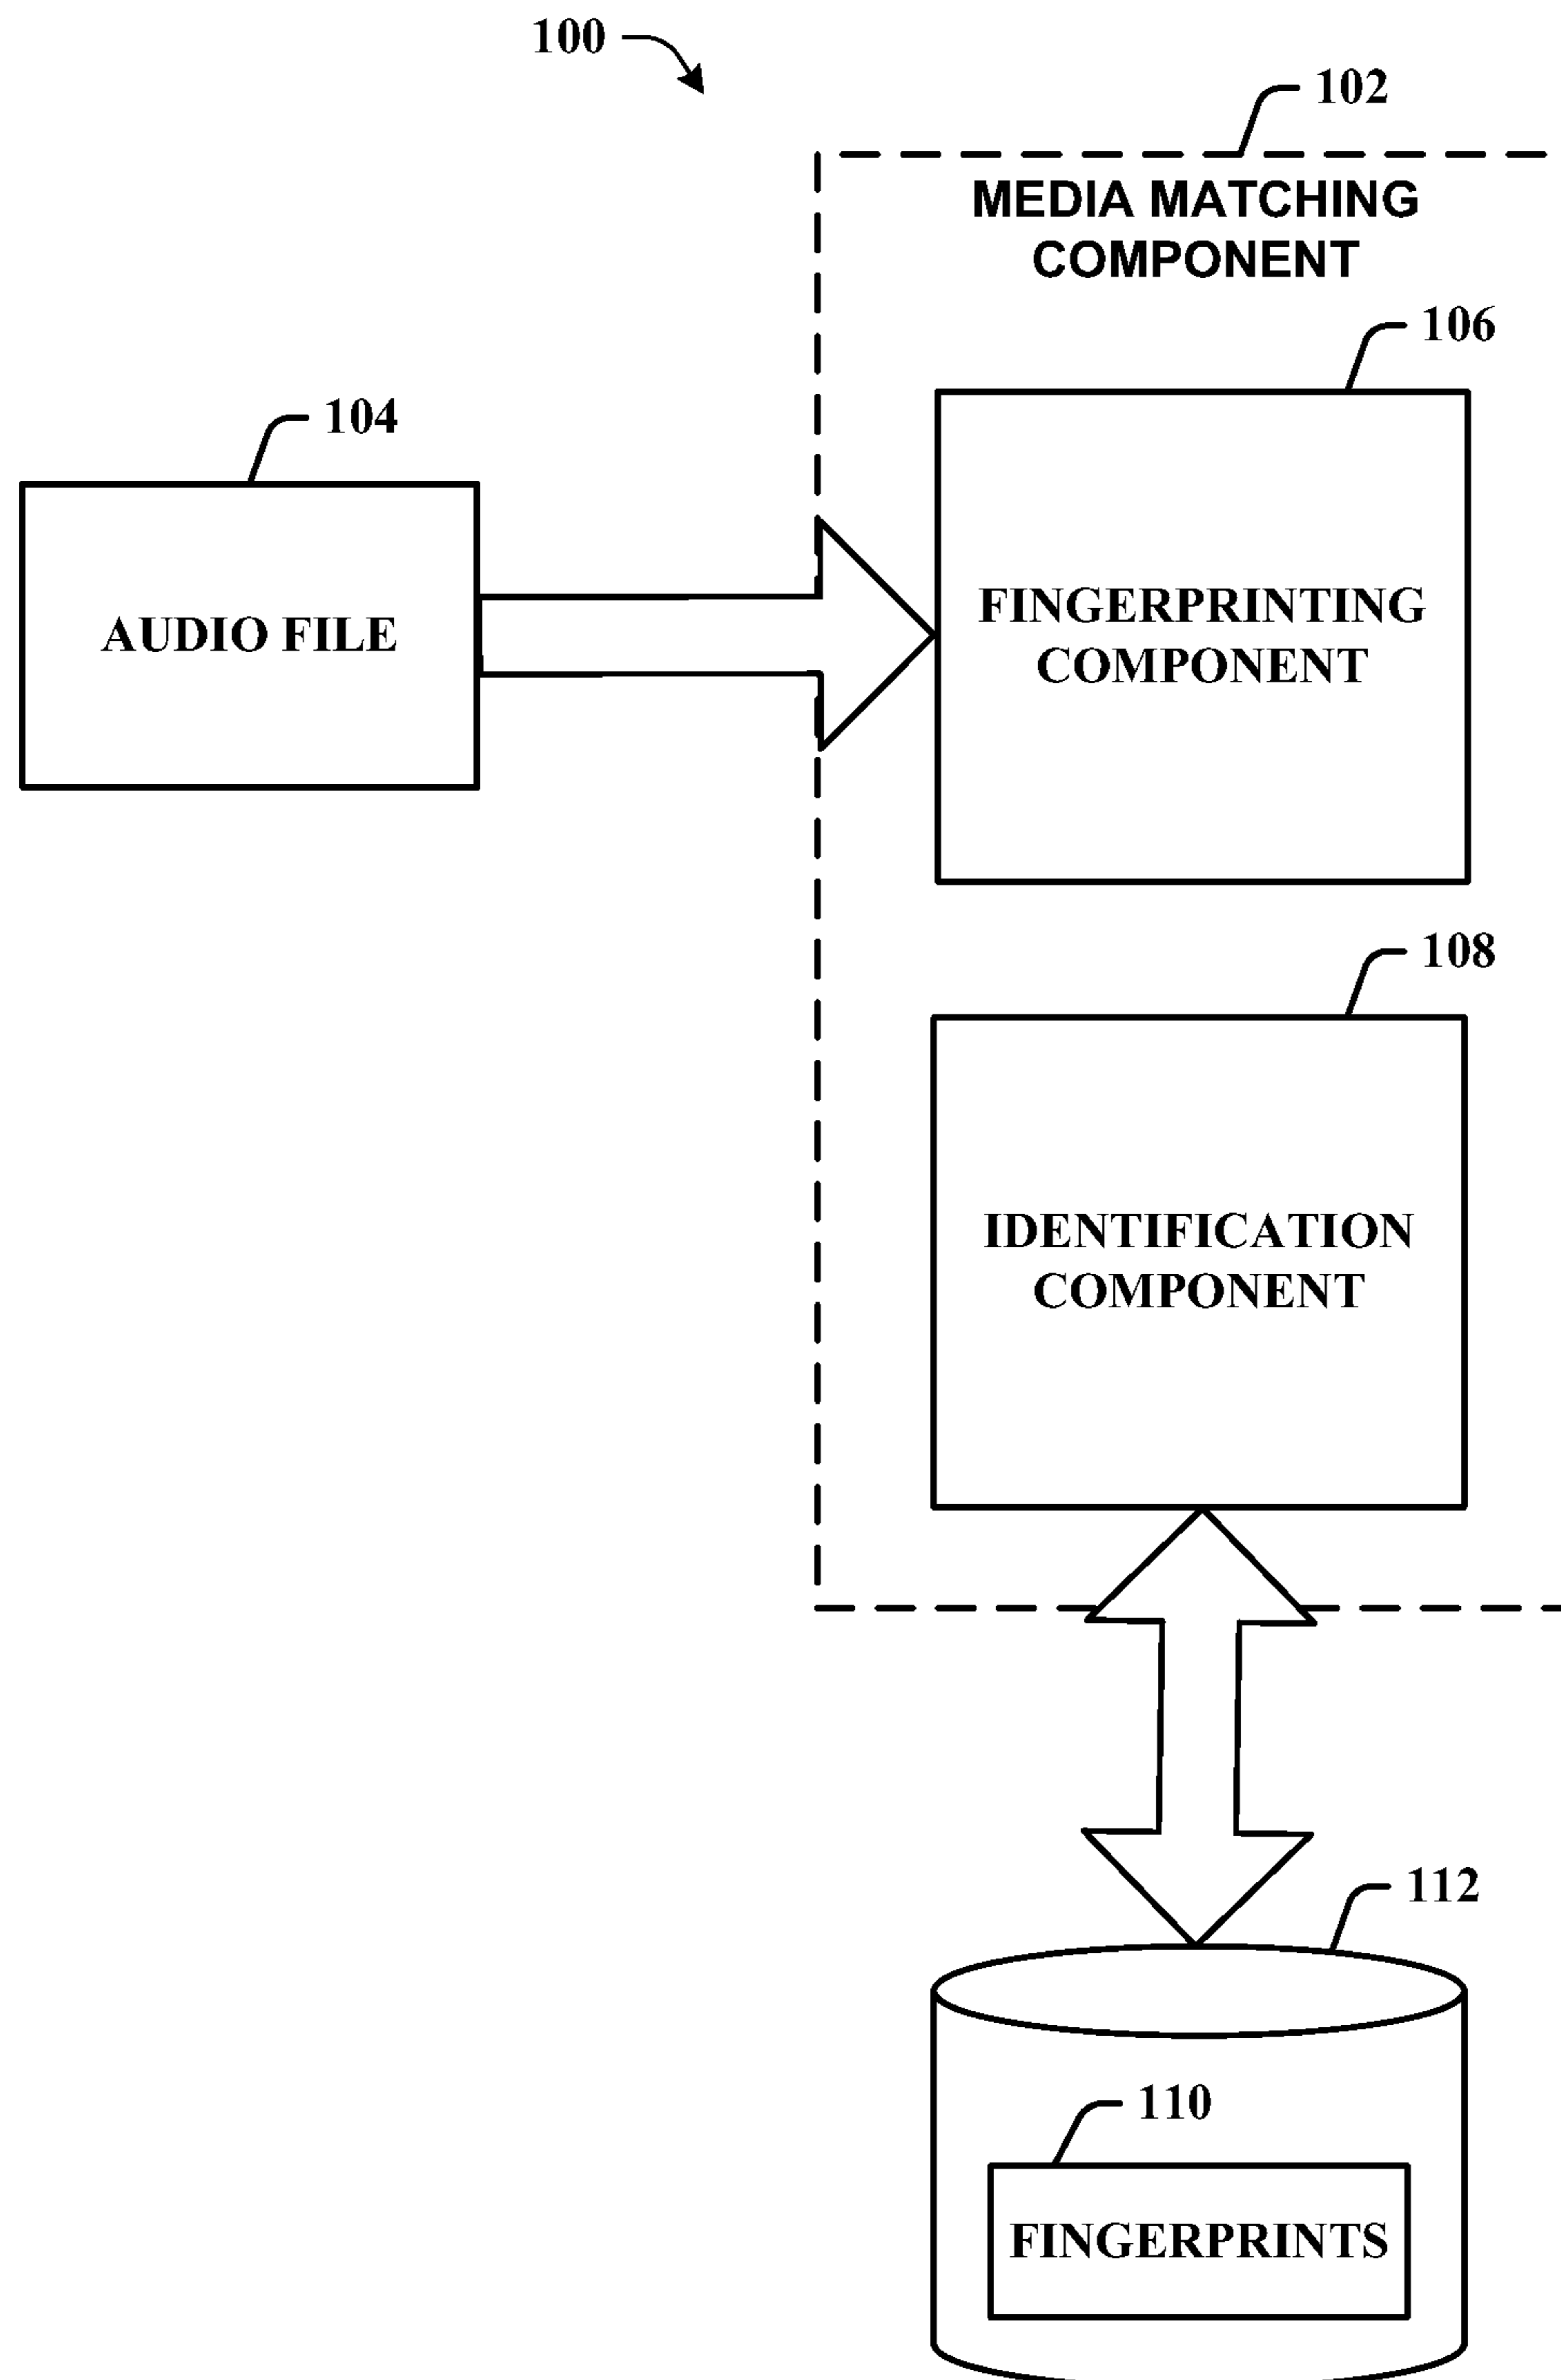 100
102
MEDIA MATCHING
COMPONENT
106
104
FINGERPRINTING
COMPONENT
AUDIO FILE
108
IDENTIFICATION
COMPONENT
112
110
FINGERPRINTS